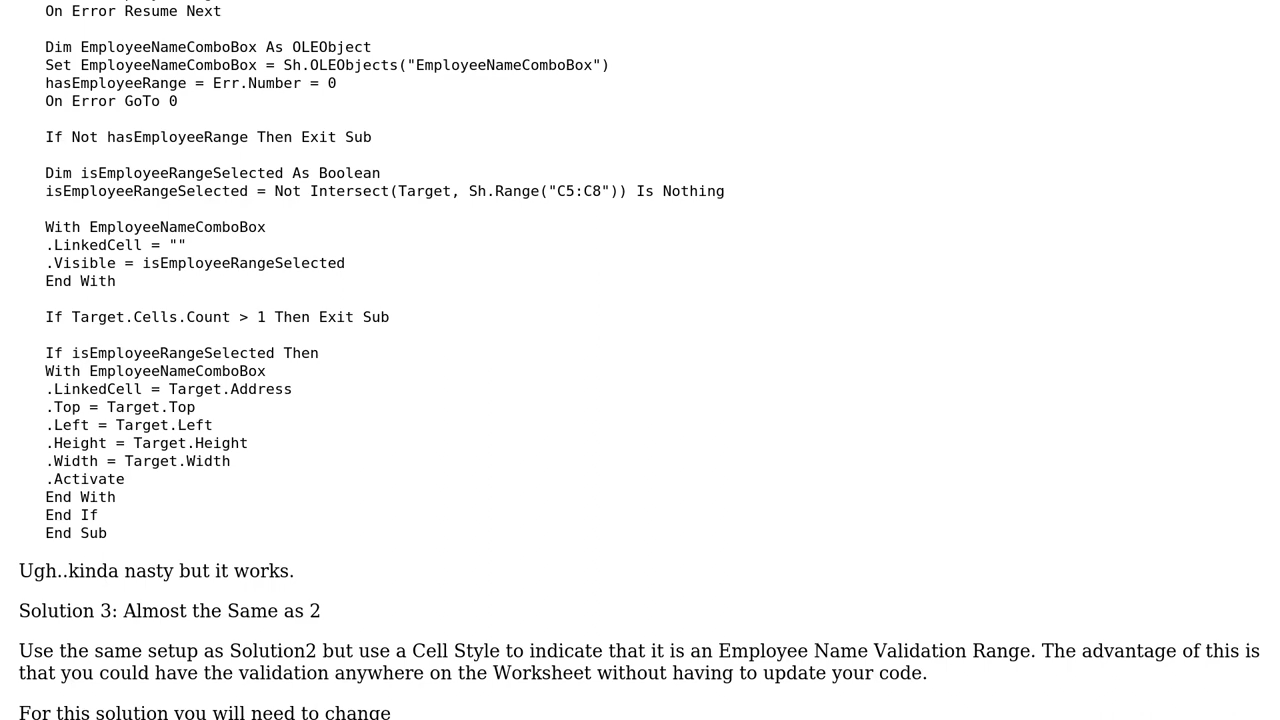 On Error Resume Next
Dim EmployeeNameComboBox As OLEObject
Set EmployeeNameComboBox = Sh.OLEObjects("EmployeeNameComboBox")
hasEmployeeRange = Err.Number = 0
On Error GoTo 0
If Not hasEmployeeRange Then Exit Sub
Dim isEmployeeRangeSelected As Boolean
isEmployeeRangeSelected = Not Intersect(Target, Sh.Range("C5:C8")) Is Nothing
With EmployeeNameComboBox
.LinkedCell = ""
.Visible = isEmployeeRangeSelected
End With
If Target.Cells.Count > 1 Then Exit Sub
If isEmployeeRangeSelected Then
With EmployeeNameComboBox
.LinkedCell = Target.Address
.Top = Target.Top
.Left = Target.Left
.Height = Target.Height
.Width = Target.Width
.Activate
End With
End If
End Sub
Ugh..kinda nasty but it works.
Solution 3: Almost the Same as 2
Use the same setup as Solution2 but use a Cell Style to indicate that it is an Employee Name Validation Range. The advantage of this is
that you could have the validation anywhere on the Worksheet without having to update your code.
For this solution you will need to change